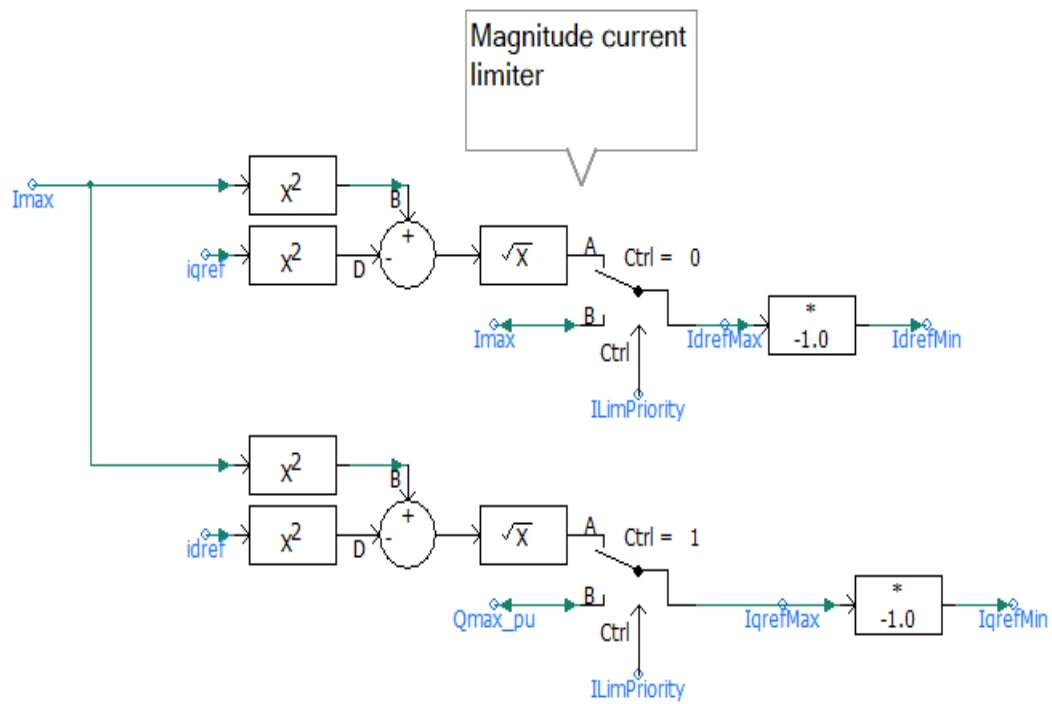 Magnitude current
limiter
Imax
X2
B
+
iqref
X2
D
-
√X
A
Ctrl = 0
B
Imax
Ctrl
ILimPriority
IdrefMax
*
-1.0
IdrefMin
X2
B
+
idref
X2
D
-
√X
A
Ctrl = 1
B
Qmax_pu
Ctrl
ILimPriority
IqrefMax
*
-1.0
IqrefMin